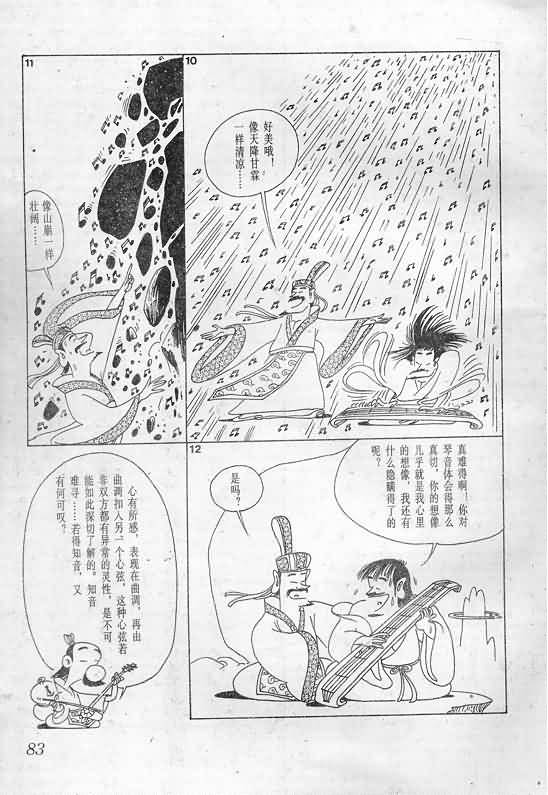 10
好美哦！
像天降甘霖
一样清凉……
11
像山崩一样
壮阔……
12
真难得啊！你对
琴音体会得那么
真切，你的想像
几乎就是我心里
的想像，我还有
什么隐瞒得了的
呢？
是吗？
心有所感，表现在曲调，再由
曲调扣人另一个心弦，这种心弦若
非双方都有异常的灵性，是不可
能如此深切了解的。知音
难寻……若得知音，又
有何可叹？
83